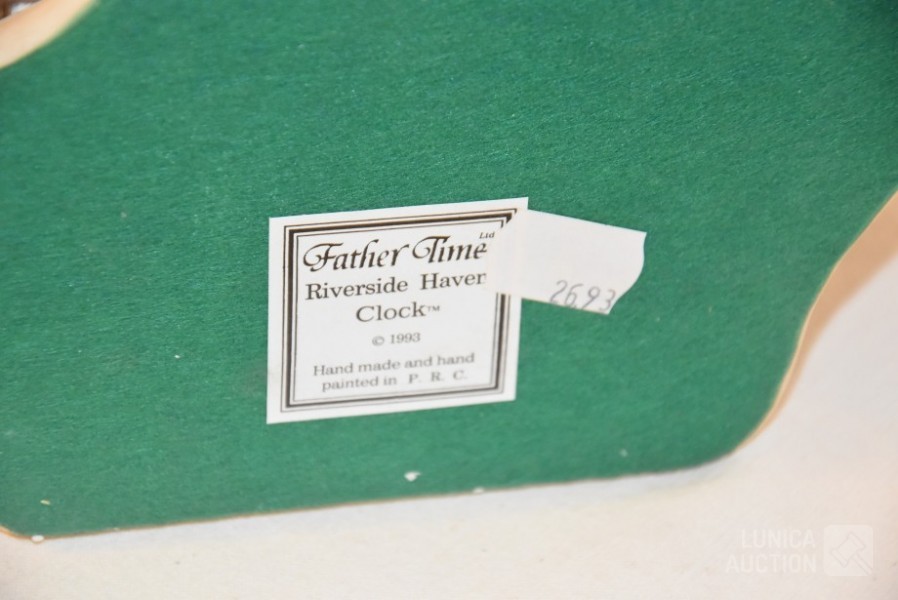 Father Time Ltd
Riverside Haven
Clock™
© 1993
Hand made and hand
painted in P. R. C.
2693
LUNICA
AUCTION